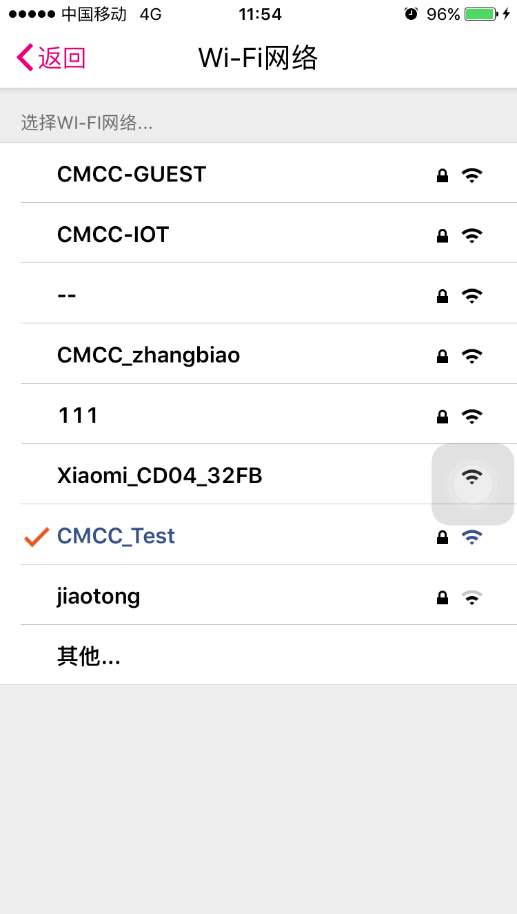 中国移动 4G 11:54 96%
返回 Wi-Fi网络
选择WI-FI网络...
CMCC-GUEST
CMCC-IOT
--
CMCC_zhangbiao
111
Xiaomi_CD04_32FB
CMCC_Test
jiaotong
其他...